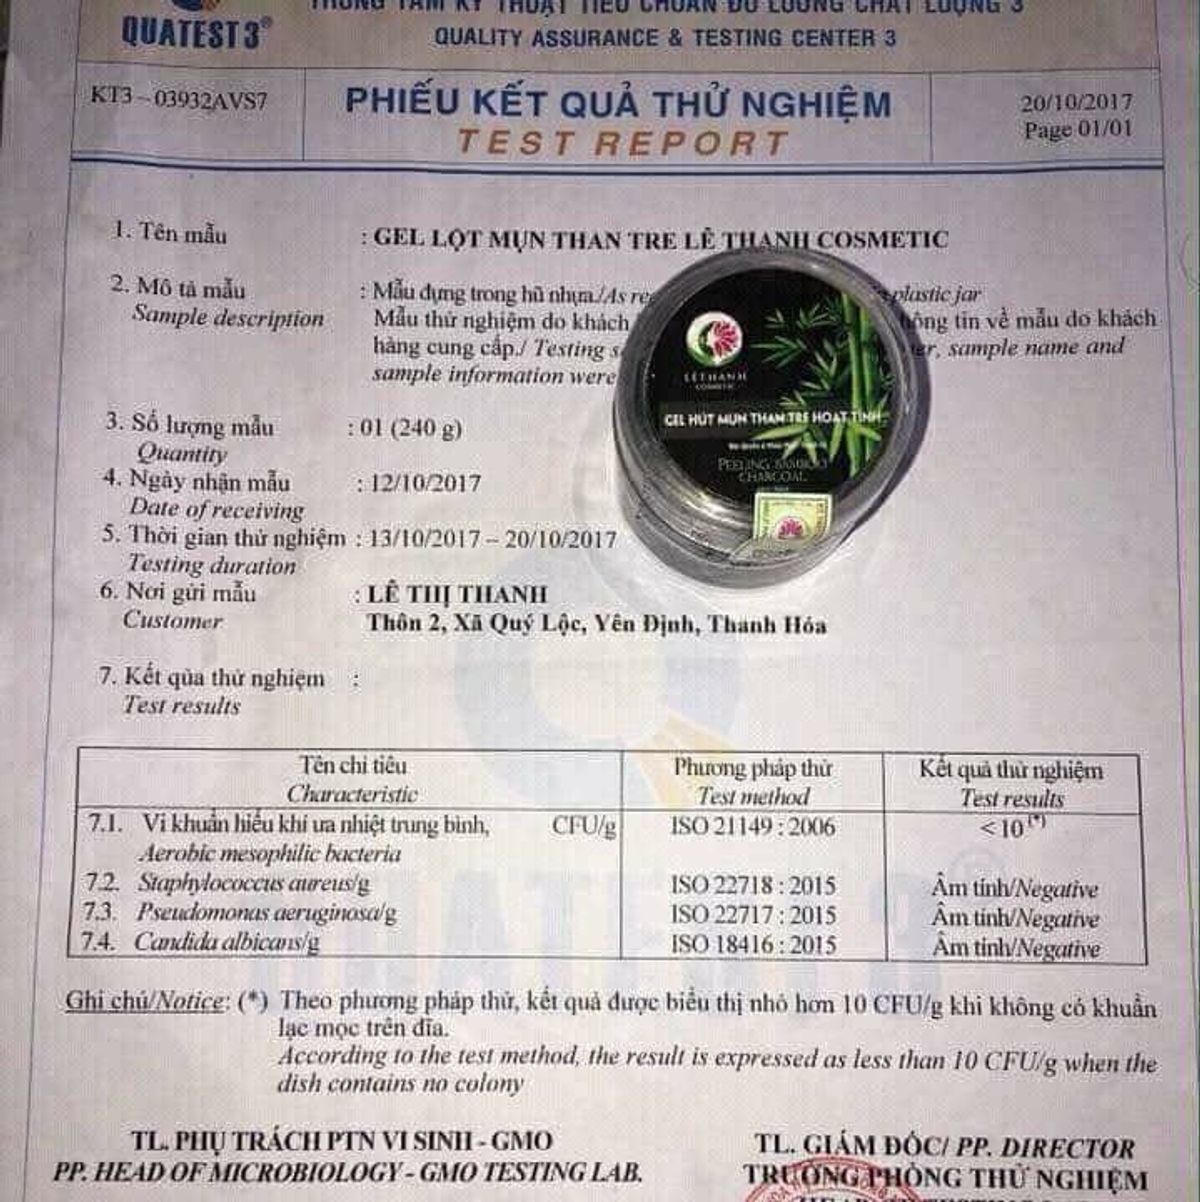 QUATEST 3®
TRUNG TÂM KỸ THUẬT TIÊU CHUẨN ĐO LƯỜNG CHẤT LƯỢNG 3
QUALITY ASSURANCE & TESTING CENTER 3
KT3 – 03932AVS7
PHIẾU KẾT QUẢ THỬ NGHIỆM
TEST REPORT
20/10/2017
Page 01/01
1. Tên mẫu : GEL LỘT MỤN THAN TRE LÊ THANH COSMETIC
2. Mô tả mẫu : Mẫu đựng trong hũ nhựa./As re plastic jar
Sample description Mẫu thử nghiệm do khách ông tin về mẫu do khách
hàng cung cấp./ Testing s er, sample name and
sample information were
3. Số lượng mẫu : 01 (240 g)
Quantity
4. Ngày nhận mẫu : 12/10/2017
Date of receiving
5. Thời gian thử nghiệm : 13/10/2017 – 20/10/2017
Testing duration
6. Nơi gửi mẫu : LÊ THỊ THANH
Customer Thôn 2, Xã Quý Lộc, Yên Định, Thanh Hóa
LÊ THANH
COSMETIC
GEL HÚT MỤN THAN TRE HOẠT TÍNH
PEELING BAMBOO
CHARCOAL
7. Kết qủa thử nghiệm :
Test results
Tên chỉ tiêu Phương pháp thử Kết quả thử nghiệm
Characteristic Test method Test results
7.1. Vi khuẩn hiếu khí ưa nhiệt trung bình, CFU/g ISO 21149 : 2006 < 10 (*)
Aerobic mesophilic bacteria
7.2. Staphylococcus aureus/g ISO 22718 : 2015 Âm tính/Negative
7.3. Pseudomonas aeruginosa/g ISO 22717 : 2015 Âm tính/Negative
7.4. Candida albicans/g ISO 18416 : 2015 Âm tính/Negative
Ghi chú/Notice: (*) Theo phương pháp thử, kết quả được biểu thị nhỏ hơn 10 CFU/g khi không có khuẩn
lạc mọc trên đĩa.
According to the test method, the result is expressed as less than 10 CFU/g when the
dish contains no colony
TL. PHỤ TRÁCH PTN VI SINH - GMO
PP. HEAD OF MICROBIOLOGY - GMO TESTING LAB.
TL. GIÁM ĐỐC/ PP. DIRECTOR
TRƯỞNG PHÒNG THỬ NGHIỆM